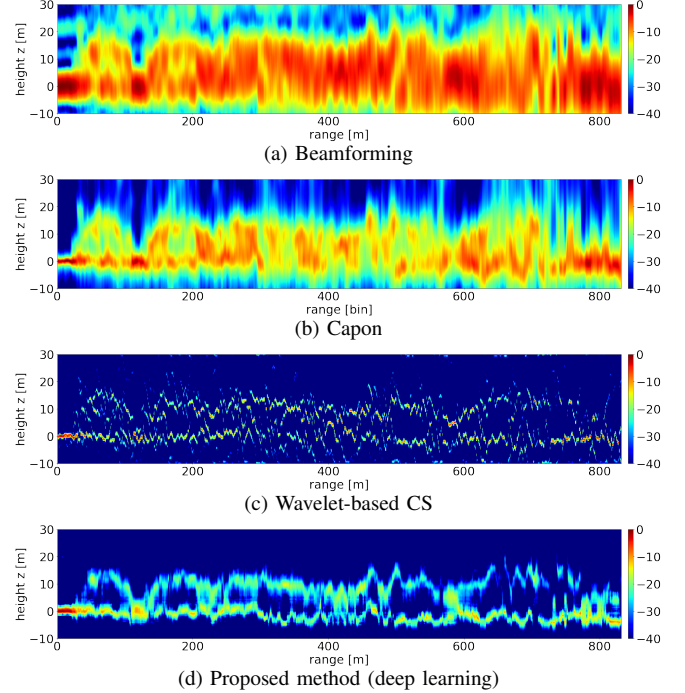 30
20
10
0
−10
height z [m]
0 200 400 600 800
range [m]
0
−10
−20
−30
−40
(a) Beamforming
30
20
10
0
−10
height z [m]
0 200 400 600 800
range [bin]
0
−10
−20
−30
−40
(b) Capon
30
20
10
0
−10
height z [m]
0 200 400 600 800
range [m]
0
−10
−20
−30
−40
(c) Wavelet-based CS
30
20
10
0
−10
height z [m]
0 200 400 600 800
range [m]
0
−10
−20
−30
−40
(d) Proposed method (deep learning)